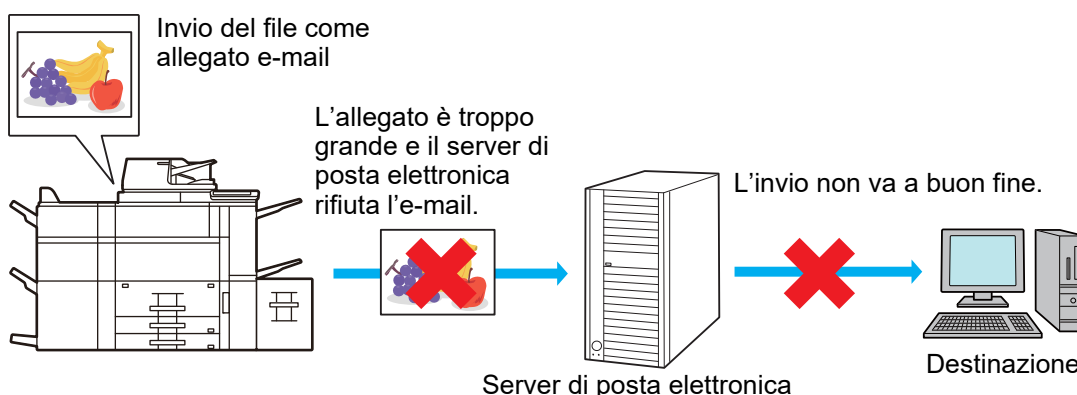 Invio del file come
allegato e-mail
L'allegato è troppo
grande e il server di
posta elettronica
rifiuta l'e-mail.
L'invio non va a buon fine.
Server di posta elettronica
Destinazione